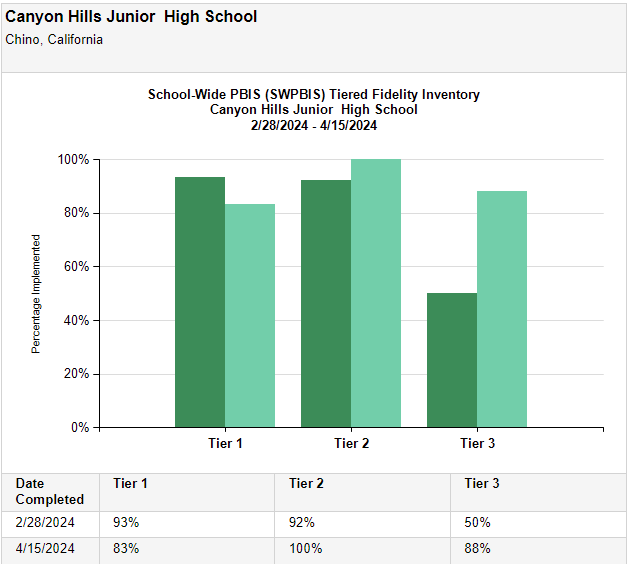 Canyon Hills Junior  High School
Chino, California
School-Wide PBIS (SWPBIS) Tiered Fidelity Inventory
Canyon Hills Junior  High School
2/28/2024 - 4/15/2024
Percentage Implemented
100%
80%
60%
40%
20%
0%
Tier 1 Tier 2 Tier 3
Date Completed Tier 1 Tier 2 Tier 3
2/28/2024 93% 92% 50%
4/15/2024 83% 100% 88%